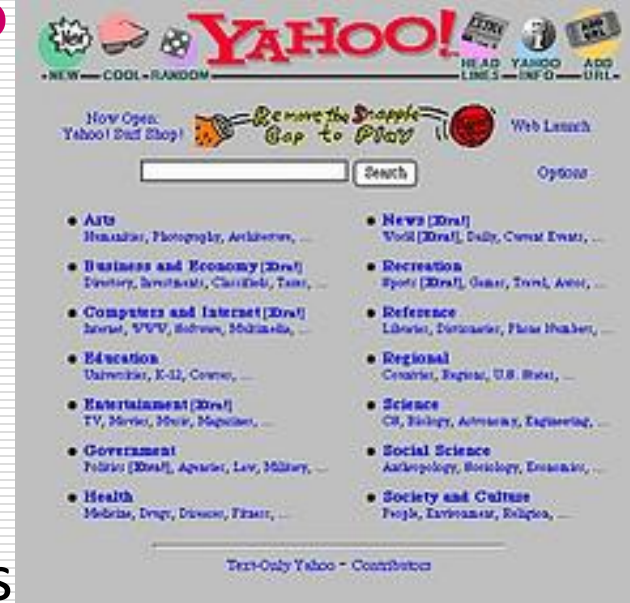 YAHOO!
New
EXTRA
i
ADD URL
NEW COOL RANDOM
HEAD LINES
YAHOO INFO
ADD URL
Now Open:
Yahoo! Surf Shop!
Remove the Snapple
Cap to PLAY
Web Launch
Search
Options
• Arts
Humanities, Photography, Architecture, ...
• Business and Economy [Xtra!]
Directory, Investments, Classifieds, Taxes, ...
• Computers and Internet [Xtra!]
Internet, WWW, Software, Multimedia, ...
• Education
Universities, K-12, Courses, ...
• Entertainment [Xtra!]
TV, Movies, Music, Magazines, ...
• Government
Politics [Xtra!], Agencies, Law, Military, ...
• Health
Medicine, Drugs, Diseases, Fitness, ...
• News [Xtra!]
World [Xtra!], Daily, Current Events, ...
• Recreation
Sports [Xtra!], Games, Travel, Autos, ...
• Reference
Libraries, Dictionaries, Phone Numbers, ...
• Regional
Countries, Regions, U.S. States, ...
• Science
CS, Biology, Astronomy, Engineering, ...
• Social Science
Anthropology, Sociology, Economics, ...
• Society and Culture
People, Environment, Religion, ...
Text-Only Yahoo - Contributors
s